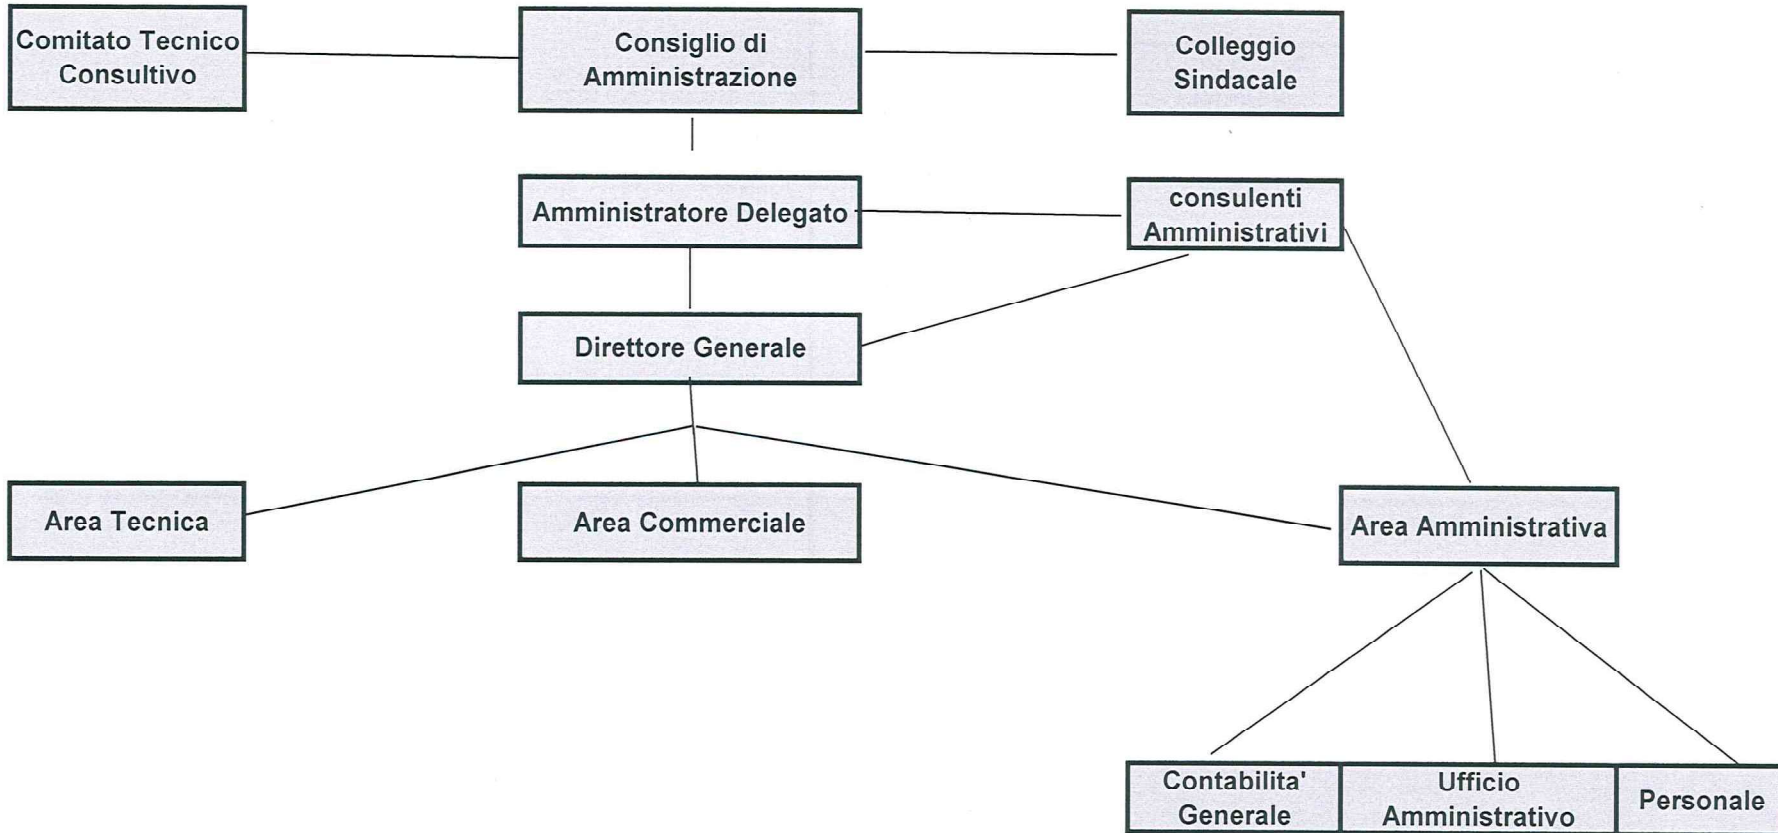 Comitato Tecnico
Consultivo
Consiglio di
Amministrazione
Colleggio
Sindacale
Amministratore Delegato
consulenti
Amministrativi
Direttore Generale
Area Tecnica
Area Commerciale
Area Amministrativa
Contabilita'
Generale
Ufficio
Amministrativo
Personale